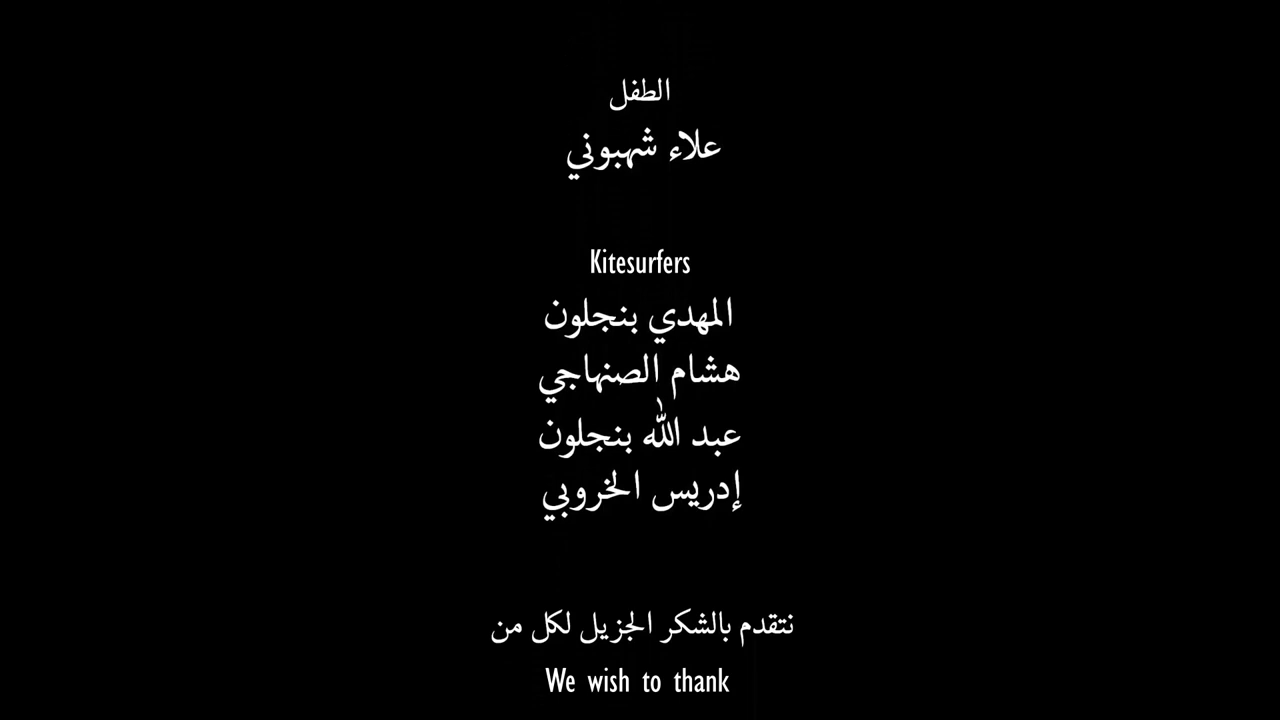 الطفل
علاء شهبوني
Kitesurfers
المهدي بنجلون
هشام الصنهاجي
عبد الله بنجلون
إدريس الخروبي
نتقدم بالشكر الجزيل لكل من
We wish to thank